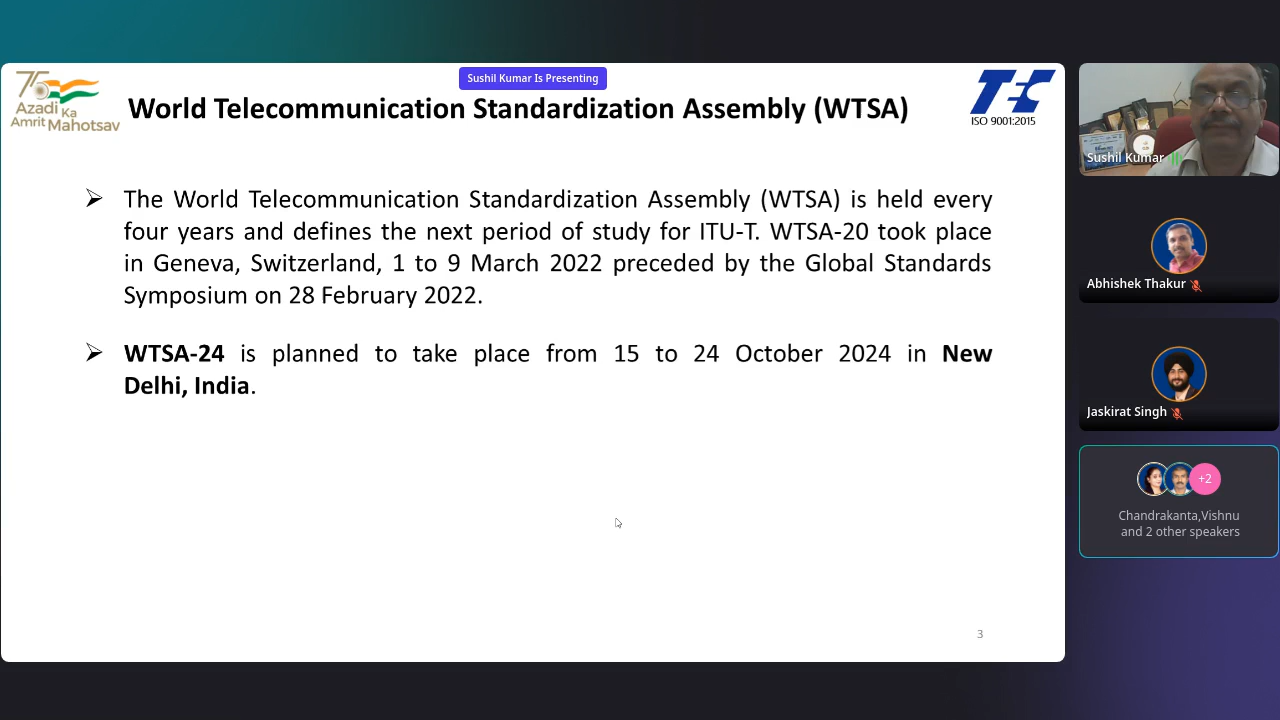 Sushil Kumar Is Presenting
75
Azadi
Ka
Amrit Mahotsav
World Telecommunication Standardization Assembly (WTSA)
TEC
ISO 9001:2015
➢ The World Telecommunication Standardization Assembly (WTSA) is held every
four years and defines the next period of study for ITU-T. WTSA-20 took place
in Geneva, Switzerland, 1 to 9 March 2022 preceded by the Global Standards
Symposium on 28 February 2022.
➢ WTSA-24 is planned to take place from 15 to 24 October 2024 in New
Delhi, India.
3
Sushil Kumar
Abhishek Thakur
Jaskirat Singh
+2
Chandrakanta,Vishnu
and 2 other speakers